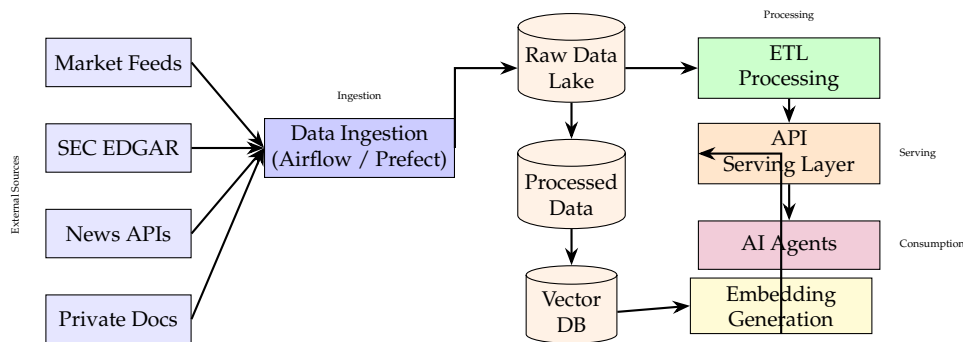 Processing
Market Feeds
Raw Data
Lake
ETL
Processing
Ingestion
SEC EDGAR
Data Ingestion
(Airflow / Prefect)
API
Serving Layer
Serving
External Sources
Processed
Data
News APIs
AI Agents
Consumption
Private Docs
Vector
DB
Embedding
Generation